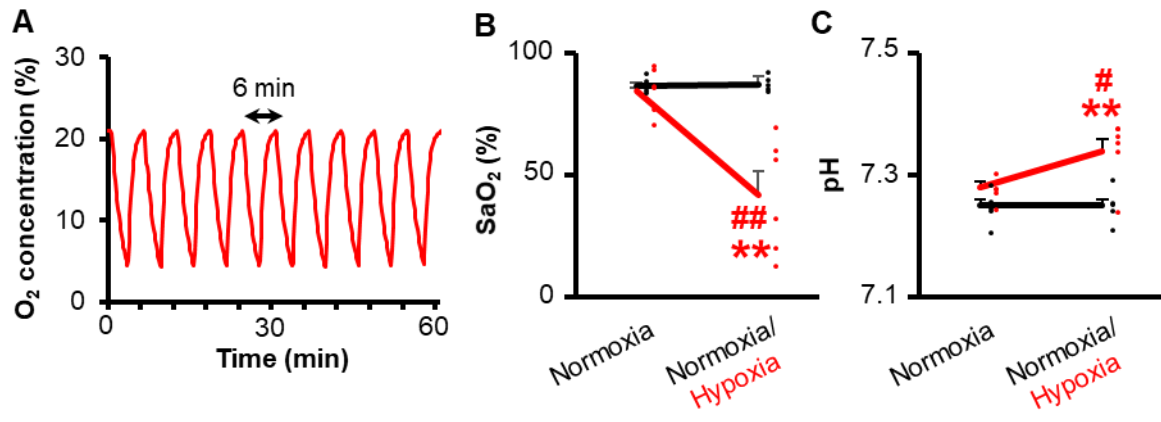 A
O₂ concentration (%)
30
20
10
0
6 min
0
30
60
Time (min)
B
SaO₂ (%)
100
50
0
##
**
Normoxia
Normoxia/
Hypoxia
C
pH
7.5
7.3
7.1
#
**
Normoxia
Normoxia/
Hypoxia